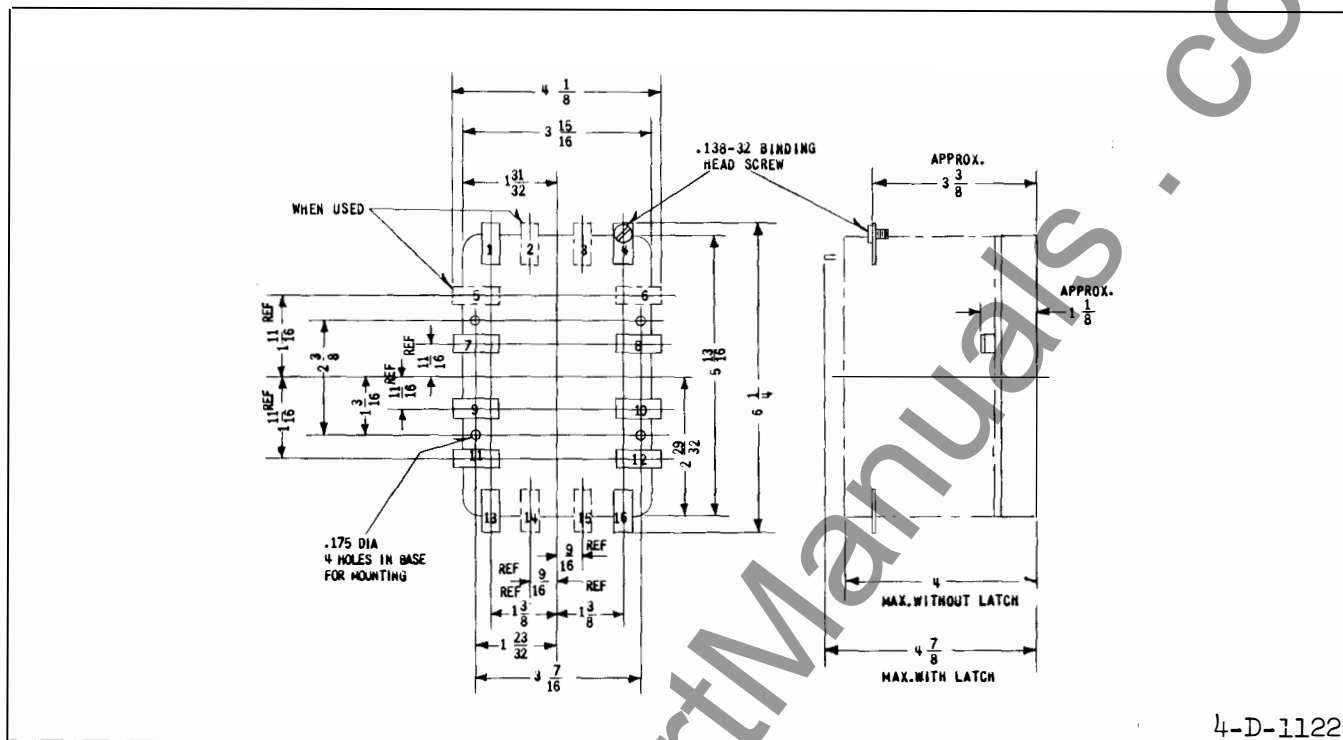 4 1/8
3 15/16
1 31/32
.138-32 BINDING
HEAD SCREW
APPROX.
3 3/8
WHEN USED
1 2 3 4
5 6
7 8
9 10
11 12
13 14 15 16
1 11/16 REF
2 3/8
11/16 REF
11/16 REF
1 3/16
1 11/16 REF
5 13/16
6 1/4
2 29/32
APPROX.
1 1/8
.175 DIA
4 HOLES IN BASE
FOR MOUNTING
9/16 REF
REF
REF 9/16 REF
1 3/8 1 3/8
1 23/32
3 7/16
4
MAX.WITHOUT LATCH
4 7/8
MAX.WITH LATCH
4-D-1122
rtManuals . co